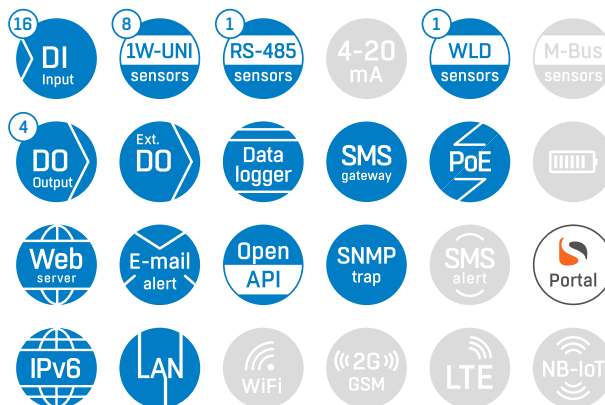 16
DI
Input
8
1W-UNI
sensors
1
RS-485
sensors
4-20
mA
1
WLD
sensors
M-Bus
sensors
4
DO
Output
Ext.
DO
Data
logger
SMS
gateway
PoE
Web
server
E-mail
alert
Open
API
SNMP
trap
SMS
alert
Portal
IPv6
LAN
WiFi
2G
GSM
LTE
NB-IoT